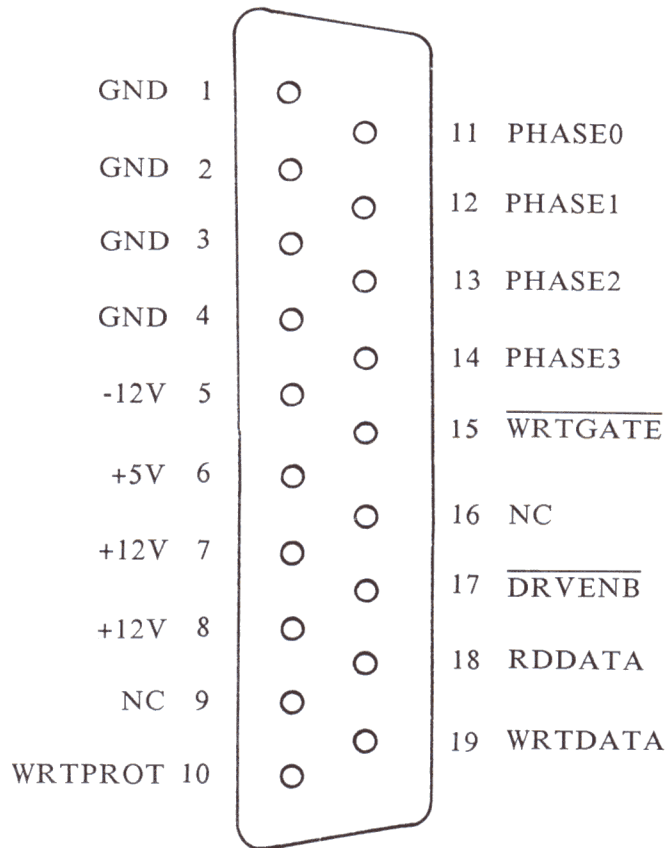 GND 1
GND 2
GND 3
GND 4
-12V 5
+5V 6
+12V 7
+12V 8
NC 9
WRTPROT 10
11 PHASE0
12 PHASE1
13 PHASE2
14 PHASE3
15 WRTGATE
16 NC
17 DRVENB
18 RDDATA
19 WRTDATA